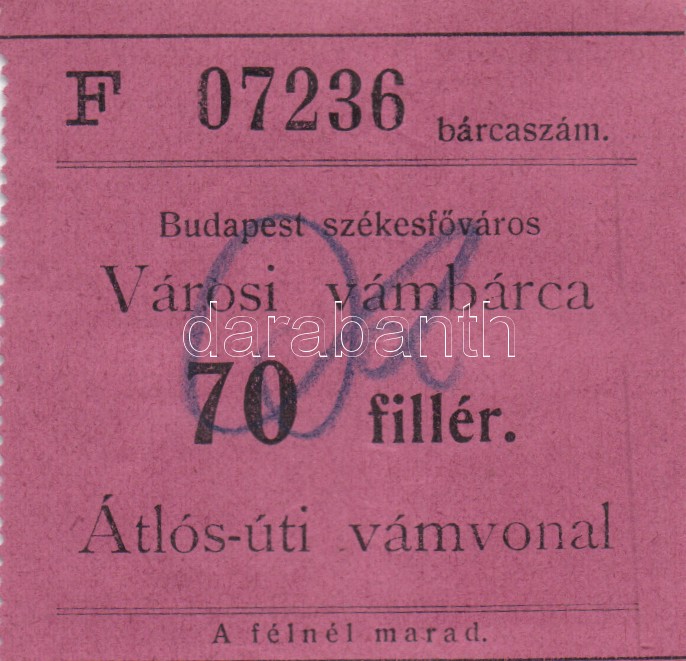 F 07236 bárcaszám.
Budapest székesfőváros
Városi vámbárca
darabanth
70 fillér.
Átlós-úti vámvonal
A félnél marad.